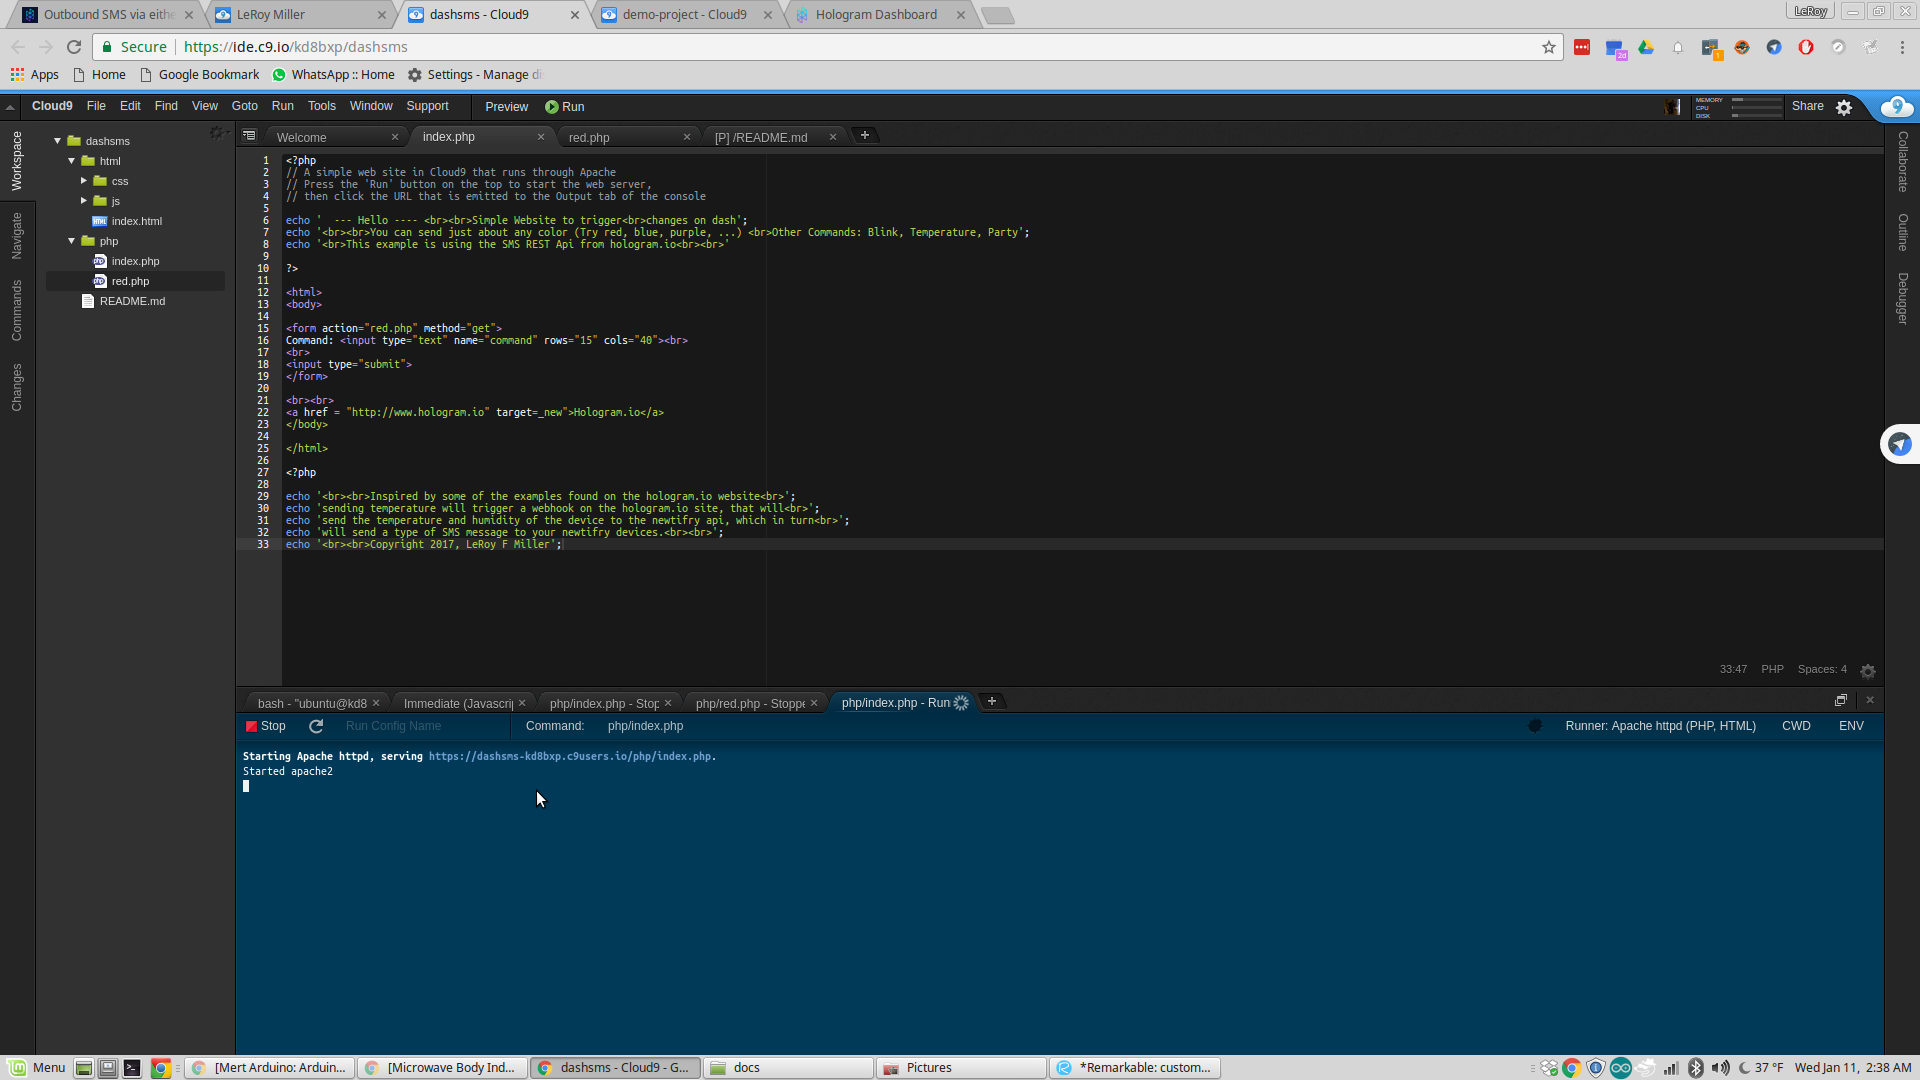 Outbound SMS via eithe
LeRoy Miller
dashsms - Cloud9
demo-project - Cloud9
Hologram Dashboard
LeRoy
Secure
https://ide.c9.io/kd8bxp/dashsms
Apps
Home
Google Bookmark
WhatsApp :: Home
Settings - Manage di
Cloud9 File Edit Find View Goto Run Tools Window Support Preview Run
MEMORY
CPU
DISK
Share
Workspace
Navigate
Commands
Changes
dashsms
html
css
js
index.html
php
index.php
red.php
README.md
Welcome
index.php
red.php
[P] /README.md
1 <?php
2 // A simple web site in Cloud9 that runs through Apache
3 // Press the 'Run' button on the top to start the web server,
4 // then click the URL that is emitted to the Output tab of the console
5
6 echo '  --- Hello ---- <br><br>Simple Website to trigger<br>changes on dash';
7 echo '<br><br>You can send just about any color (Try red, blue, purple, ...) <br>Other Commands: Blink, Temperature, Party';
8 echo '<br>This example is using the SMS REST Api from hologram.io<br><br>'
9
10 ?>
11
12 <html>
13 <body>
14
15 <form action="red.php" method="get">
16 Command: <input type="text" name="command" rows="15" cols="40"><br>
17 <br>
18 <input type="submit">
19 </form>
20
21 <br><br>
22 <a href = "http://www.hologram.io" target=_new">Hologram.io</a>
23 </body>
24
25 </html>
26
27 <?php
28
29 echo '<br><br>Inspired by some of the examples found on the hologram.io website<br>';
30 echo 'sending temperature will trigger a webhook on the hologram.io site, that will<br>';
31 echo 'send the temperature and humidity of the device to the newtifry api, which in turn<br>';
32 echo 'will send a type of SMS message to your newtifry devices.<br><br>';
33 echo '<br><br>Copyright 2017, LeRoy F Miller';
33:47 PHP Spaces: 4
Collaborate
Outline
Debugger
bash - "ubuntu@kd8
Immediate (Javascri
php/index.php - Stop
php/red.php - Stoppe
php/index.php - Run
Stop
Run Config Name
Command: php/index.php
Runner: Apache httpd (PHP, HTML)
CWD
ENV
Starting Apache httpd, serving https://dashsms-kd8bxp.c9users.io/php/index.php.
Started apache2
Menu
[Mert Arduino: Arduin...
[Microwave Body Ind...
dashsms - Cloud9 - G...
docs
Pictures
*Remarkable: custom...
37 °F
Wed Jan 11, 2:38 AM